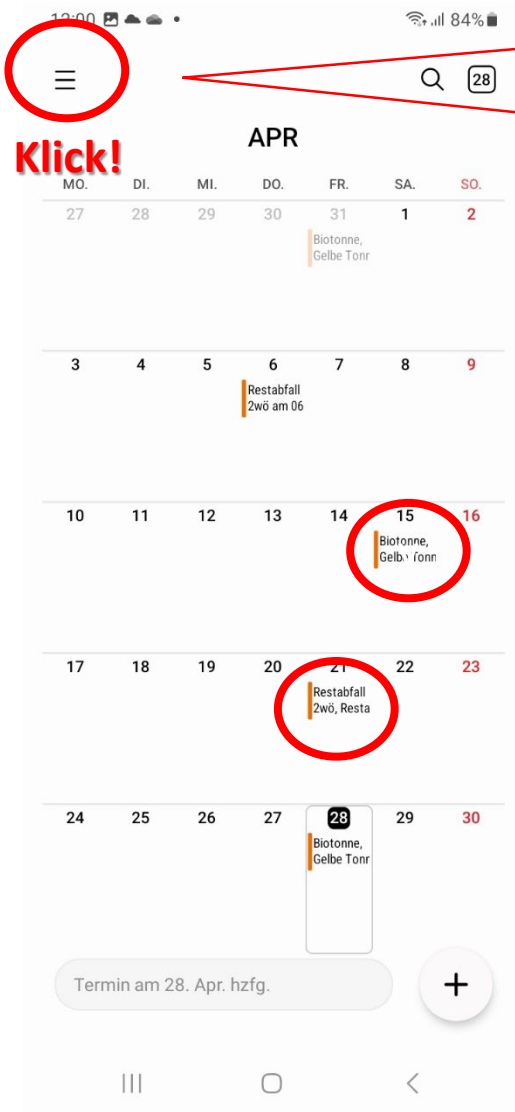 12:00 84%
28
Klick!
APR
MO. DI. MI. DO. FR. SA. SO.
27 28 29 30 31 1 2
Biotonne,
Gelbe Tonr
3 4 5 6 7 8 9
Restabfall
2wö am 06
10 11 12 13 14 15 16
Biotonne,
Gelbe Tonn
17 18 19 20 21 22 23
Restabfall
2wö, Resta
24 25 26 27 28 29 30
Biotonne,
Gelbe Tonr
Termin am 28. Apr. hzfg.
+